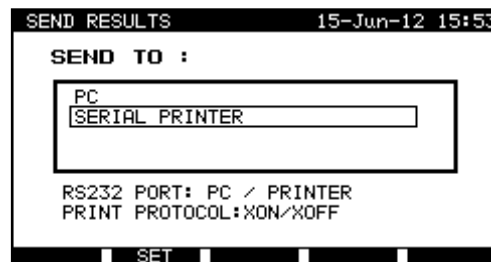 SEND RESULTS 15-Jun-12 15:53
SEND TO :
PC
SERIAL PRINTER
RS232 PORT: PC / PRINTER
PRINT PROTOCOL:XON/XOFF
SET